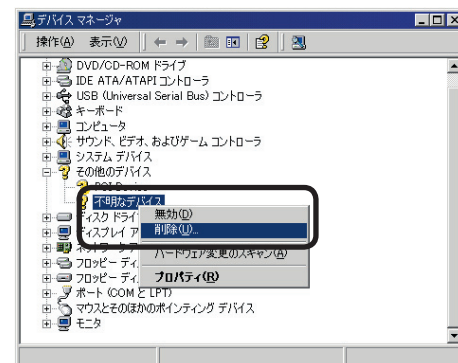 デバイス マネージャ
操作(A) 表示(V)
DVD/CD-ROM ドライブ
IDE ATA/ATAPI コントローラ
USB (Universal Serial Bus) コントローラ
キーボード
コンピュータ
サウンド、ビデオ、およびゲーム コントローラ
システム デバイス
その他のデバイス
PCI Device
不明なデバイス
ディスク ドライ
無効(D)
ディスプレイ ア
削除(U)...
ネットワーク ア
ハードウェア変更のスキャン(A)
フロッピー ディ
フロッピー ディ
プロパティ(R)
ポート (COM と LPT)
マウスとそのほかのポインティング デバイス
モニタ